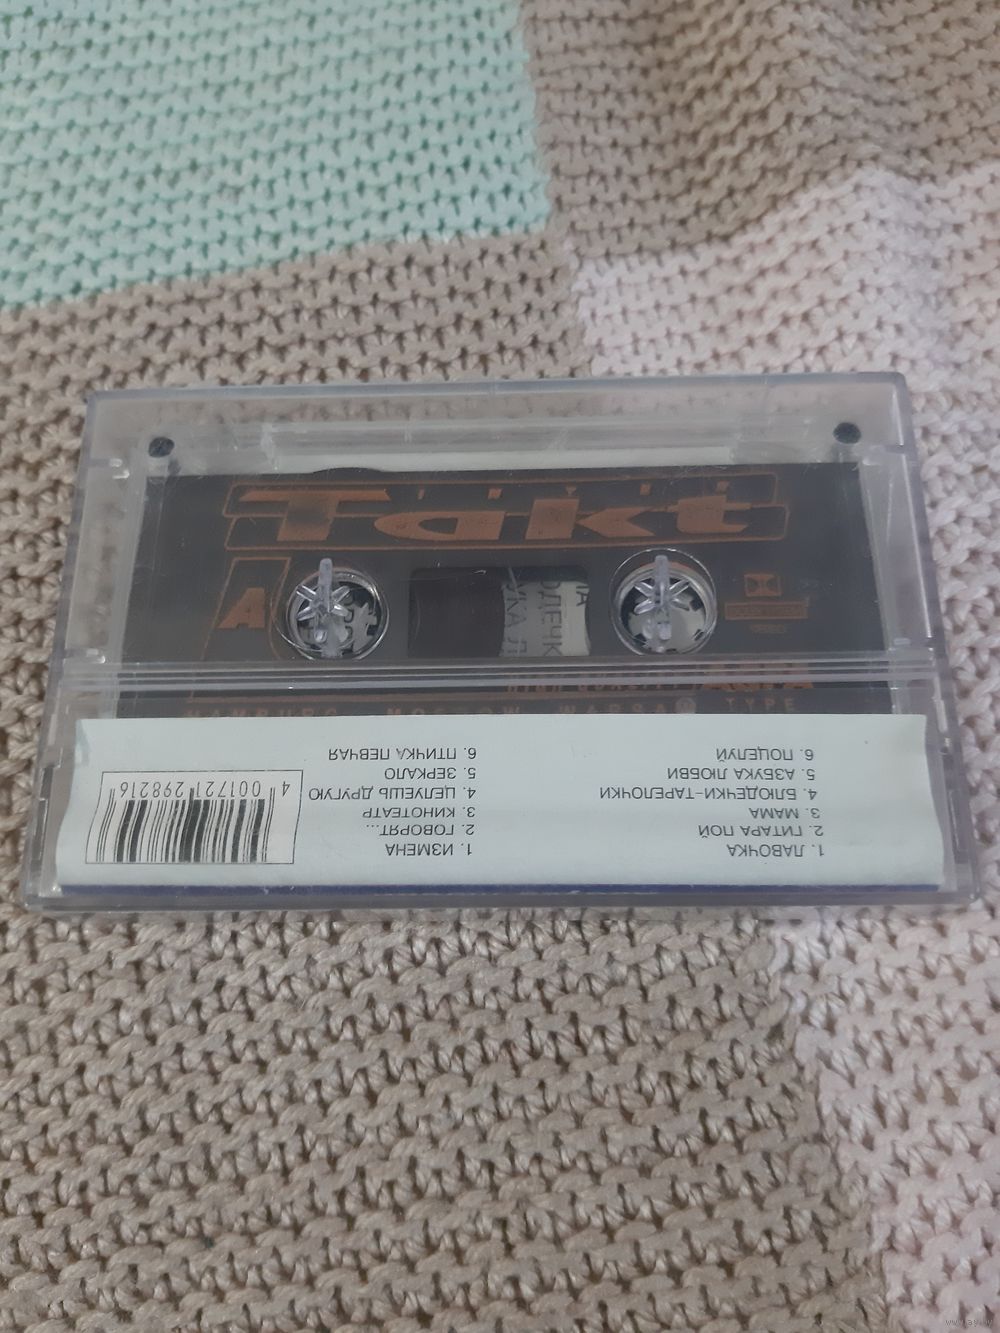 Takt
A
HAMBURG MOSCOW WARSAW TYPE
1. ЛАВОЧКА
2. ГИТАРА ПОЙ
3. МАМА
4. БЛЮДЕЧКИ-ТАРЕЛОЧКИ
5. АЗБУКА ЛЮБВИ
6. ПОЦЕЛУЙ
1. ИЗМЕНА
2. ГОВОРЯТ...
3. КИНОТЕАТР
4. ЦЕЛУЕШЬ ДРУГУЮ
5. ЗЕРКАЛО
6. ПТИЧКА ПЕВЧАЯ
4 001721 298216